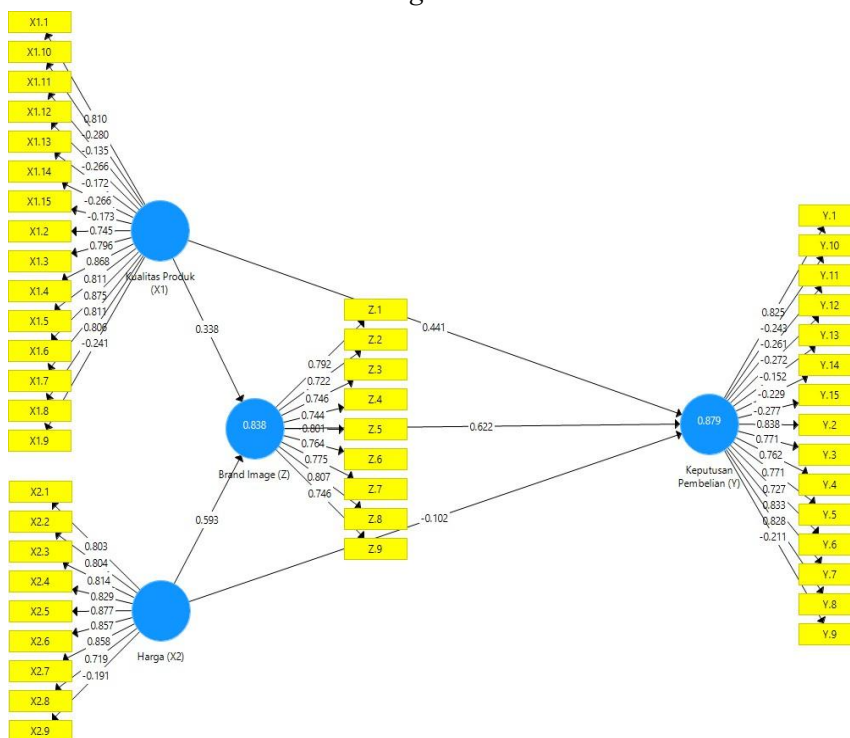 X1.1
X1.10
X1.11
X1.12
X1.13
X1.14
X1.15
X1.2
X1.3
X1.4
X1.5
X1.6
X1.7
X1.8
X1.9
0.810
-0.280
-0.135
-0.266
-0.172
-0.266
-0.173
0.745
0.796
0.868
0.811
0.875
0.811
0.806
-0.241
Kualitas Produk
(X1)
0.338
0.441
X2.1
X2.2
X2.3
X2.4
X2.5
X2.6
X2.7
X2.8
X2.9
0.803
0.804
0.814
0.829
0.877
0.857
0.858
0.719
-0.191
Harga (X2)
0.593
-0.102
0.838
Brand Image (Z)
0.792
0.722
0.746
0.744
0.801
0.764
0.775
0.807
0.746
Z.1
Z.2
Z.3
Z.4
Z.5
Z.6
Z.7
Z.8
Z.9
0.622
0.879
Keputusan
Pembelian (Y)
0.825
-0.243
-0.261
-0.272
-0.152
-0.229
-0.277
0.838
0.771
0.762
0.771
0.727
0.833
0.828
-0.211
Y.1
Y.10
Y.11
Y.12
Y.13
Y.14
Y.15
Y.2
Y.3
Y.4
Y.5
Y.6
Y.7
Y.8
Y.9